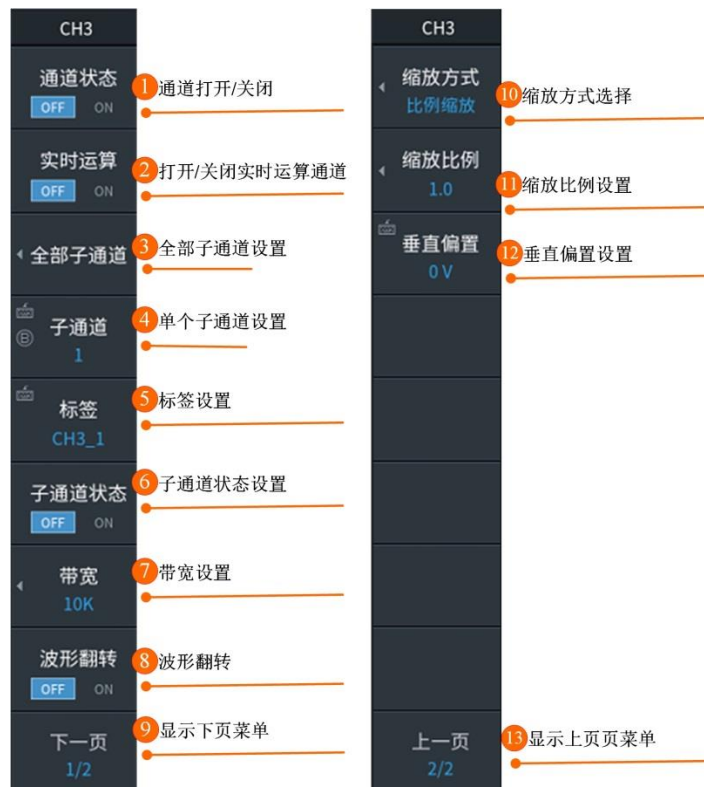 CH3
通道状态
OFF ON
1 通道打开/关闭
实时运算
OFF ON
2 打开/关闭实时运算通道
全部子通道
3 全部子通道设置
子通道
1
B
4 单个子通道设置
标签
CH3_1
5 标签设置
子通道状态
OFF ON
6 子通道状态设置
带宽
10K
7 带宽设置
波形翻转
OFF ON
8 波形翻转
下一页
1/2
9 显示下页菜单
CH3
缩放方式
比例缩放
10 缩放方式选择
缩放比例
1.0
11 缩放比例设置
垂直偏置
0 V
12 垂直偏置设置
上一页
2/2
13 显示上页页菜单